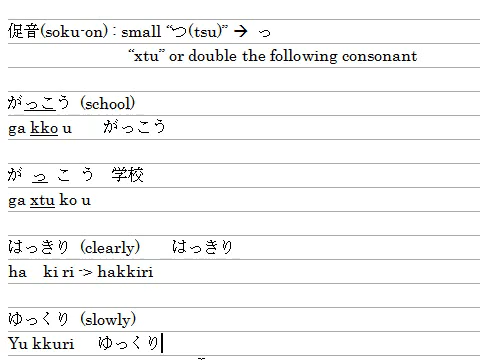 促音(soku-on) : small “つ(tsu)” → っ
“xtu” or double the following consonant
がっこう (school)
ga kko u がっこう
が っ こ う 学校
ga xtu ko u
はっきり (clearly) はっきり
ha ki ri -> hakkiri
ゆっくり (slowly)
Yu kkuri ゆっくり